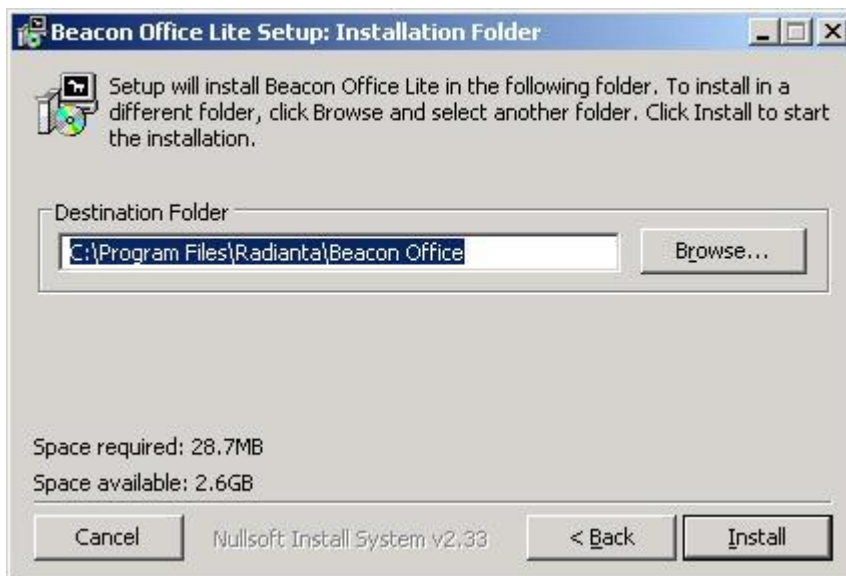 Beacon Office Lite Setup: Installation Folder
Setup will install Beacon Office Lite in the following folder. To install in a
different folder, click Browse and select another folder. Click Install to start
the installation.
Destination Folder
C:\Program Files\Radianta\Beacon Office
Browse...
Space required: 28.7MB
Space available: 2.6GB
Cancel
Nullsoft Install System v2.33
< Back
Install